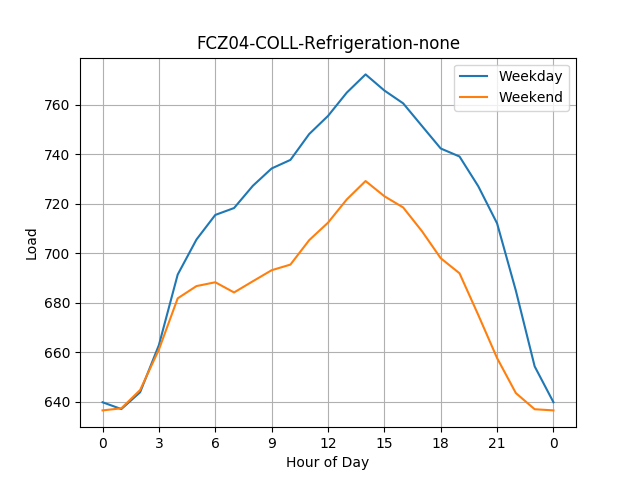 FCZ04-COLL-Refrigeration-none
Weekday
Weekend
Load
760
740
720
700
680
660
640
0 3 6 9 12 15 18 21 0
Hour of Day